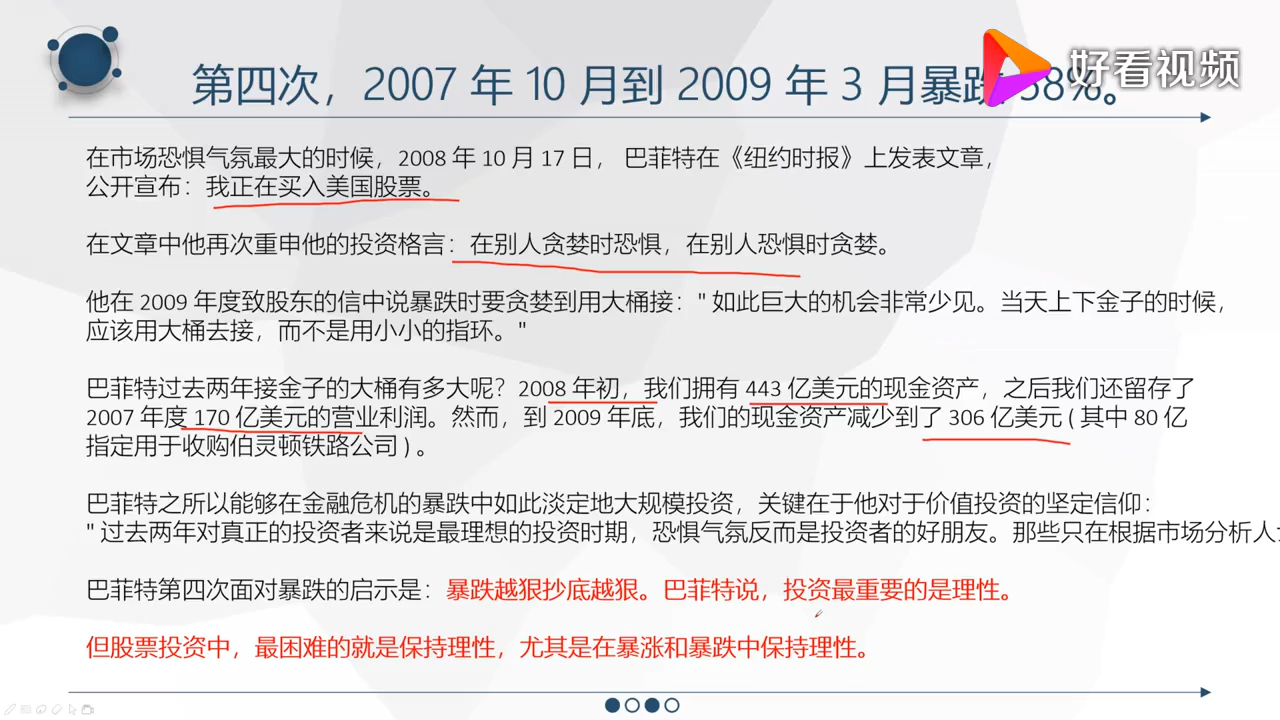 好看视频
第四次，2007 年 10 月到 2009 年 3 月暴跌 58%。
在市场恐惧气氛最大的时候，2008 年 10 月 17 日， 巴菲特在《纽约时报》上发表文章，
公开宣布：我正在买入美国股票。
在文章中他再次重申他的投资格言：在别人贪婪时恐惧，在别人恐惧时贪婪。
他在 2009 年度致股东的信中说暴跌时要贪婪到用大桶接：" 如此巨大的机会非常少见。当天上下金子的时候，
应该用大桶去接，而不是用小小的指环。"
巴菲特过去两年接金子的大桶有多大呢？2008 年初，我们拥有 443 亿美元的现金资产，之后我们还留存了
2007 年度 170 亿美元的营业利润。然而，到 2009 年底，我们的现金资产减少到了 306 亿美元 ( 其中 80 亿
指定用于收购伯灵顿铁路公司 ) 。
巴菲特之所以能够在金融危机的暴跌中如此淡定地大规模投资，关键在于他对于价值投资的坚定信仰：
" 过去两年对真正的投资者来说是最理想的投资时期，恐惧气氛反而是投资者的好朋友。那些只在根据市场分析人
巴菲特第四次面对暴跌的启示是：暴跌越狠抄底越狠。巴菲特说，投资最重要的是理性。
但股票投资中，最困难的就是保持理性，尤其是在暴涨和暴跌中保持理性。